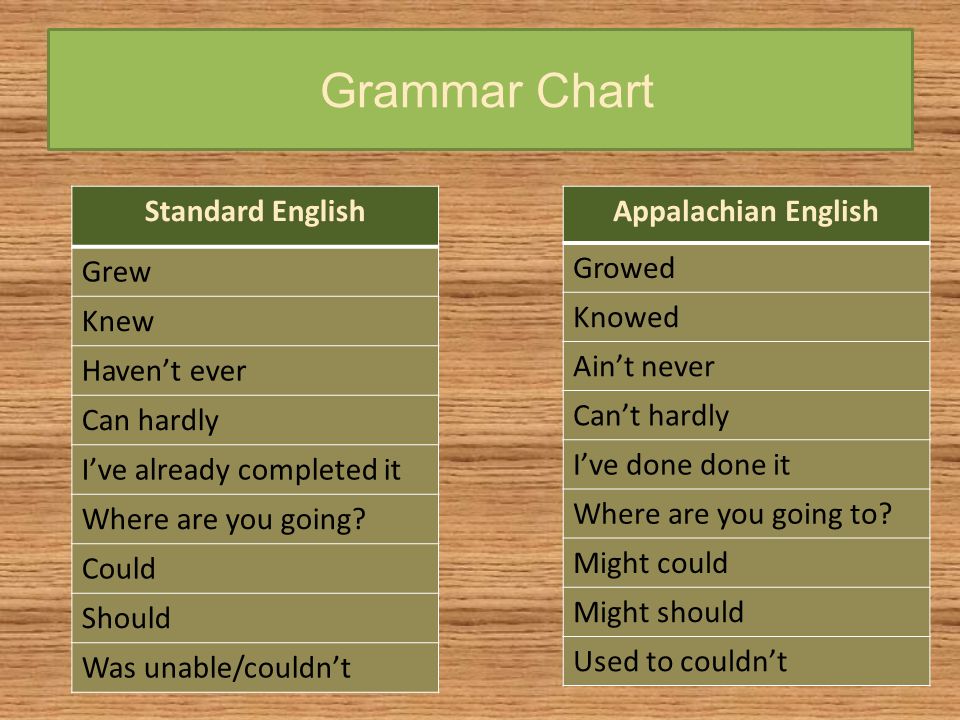 Grammar Chart
Standard English
Grew
Knew
Haven’t ever
Can hardly
I’ve already completed it
Where are you going?
Could
Should
Was unable/couldn’t
Appalachian English
Growed
Knowed
Ain’t never
Can’t hardly
I’ve done done it
Where are you going to?
Might could
Might should
Used to couldn’t